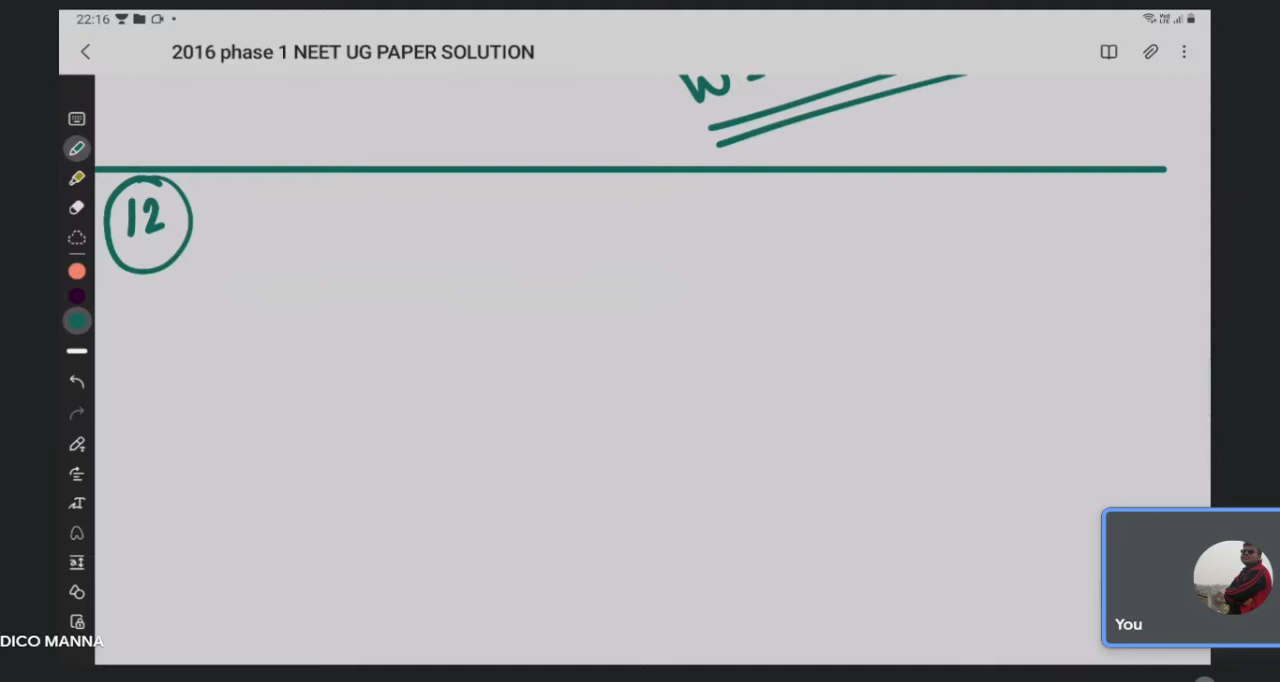 22:16
2016 phase 1 NEET UG PAPER SOLUTION
W =
12
DICO MANNA
You